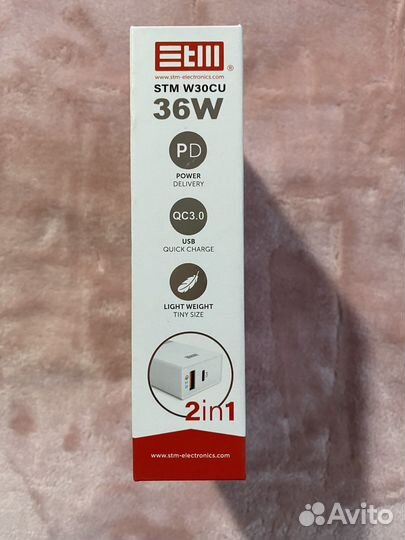 STM ®
www.stm-electronics.com
STM W30CU
36W
PD
POWER
DELIVERY
QC3.0
USB
QUICK CHARGE
LIGHT WEIGHT
TINY SIZE
2in1
www.stm-electronics.com
Avito